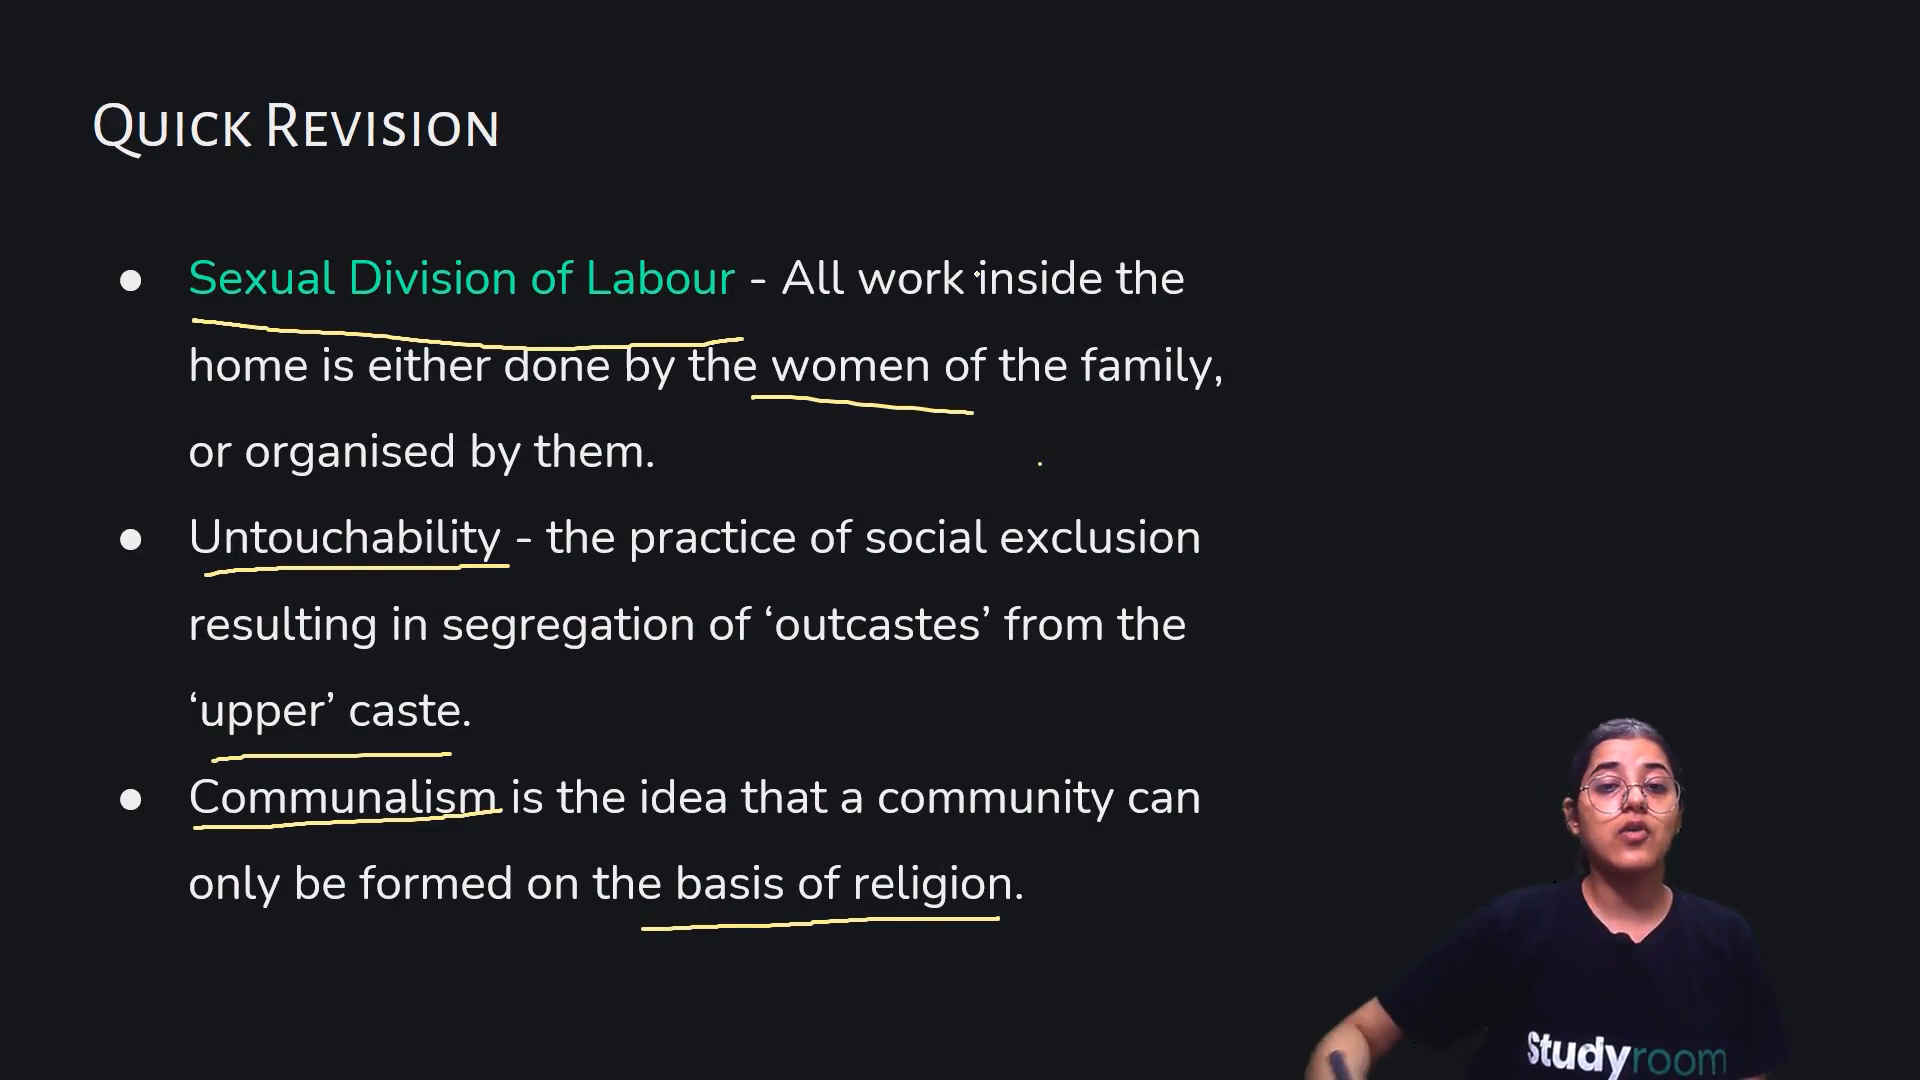 Quick Revision
● Sexual Division of Labour - All work inside the
home is either done by the women of the family,
or organised by them.
● Untouchability - the practice of social exclusion
resulting in segregation of ‘outcastes’ from the
‘upper’ caste.
● Communalism is the idea that a community can
only be formed on the basis of religion.
Studyroom